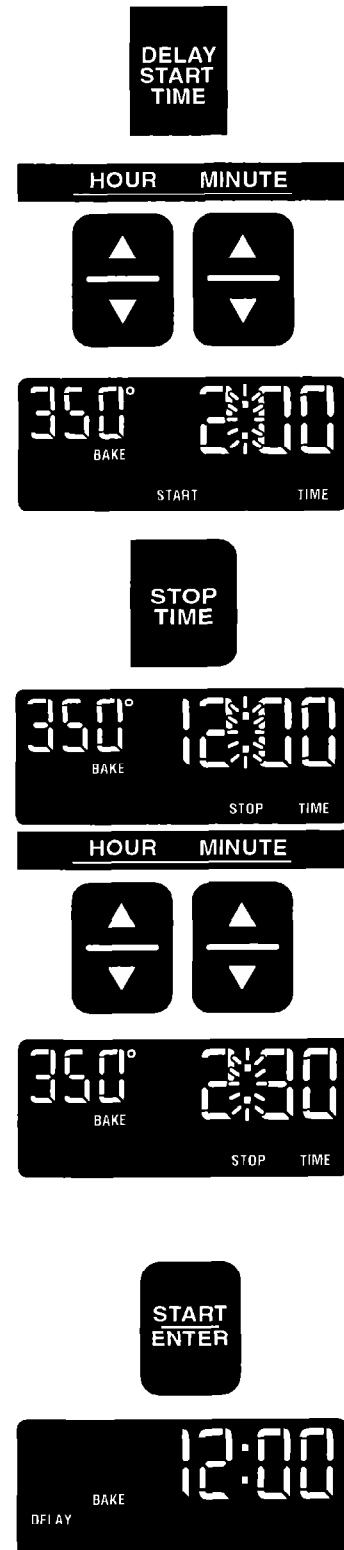 DELAY
START
TIME
HOUR MINUTE
350° 2:00
BAKE
START TIME
STOP
TIME
350° 12:00
BAKE
STOP TIME
HOUR MINUTE
350° 2:30
BAKE
STOP TIME
START
ENTER
12:00
BAKE
DELAY